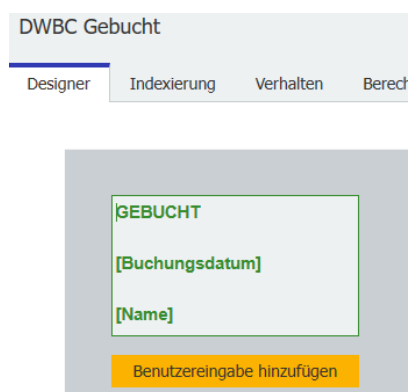 DWBC Gebucht
Designer Indexierung Verhalten
GEBUCHT
[Buchungsdatum]
[Name]
Benutzereingabe hinzufügen